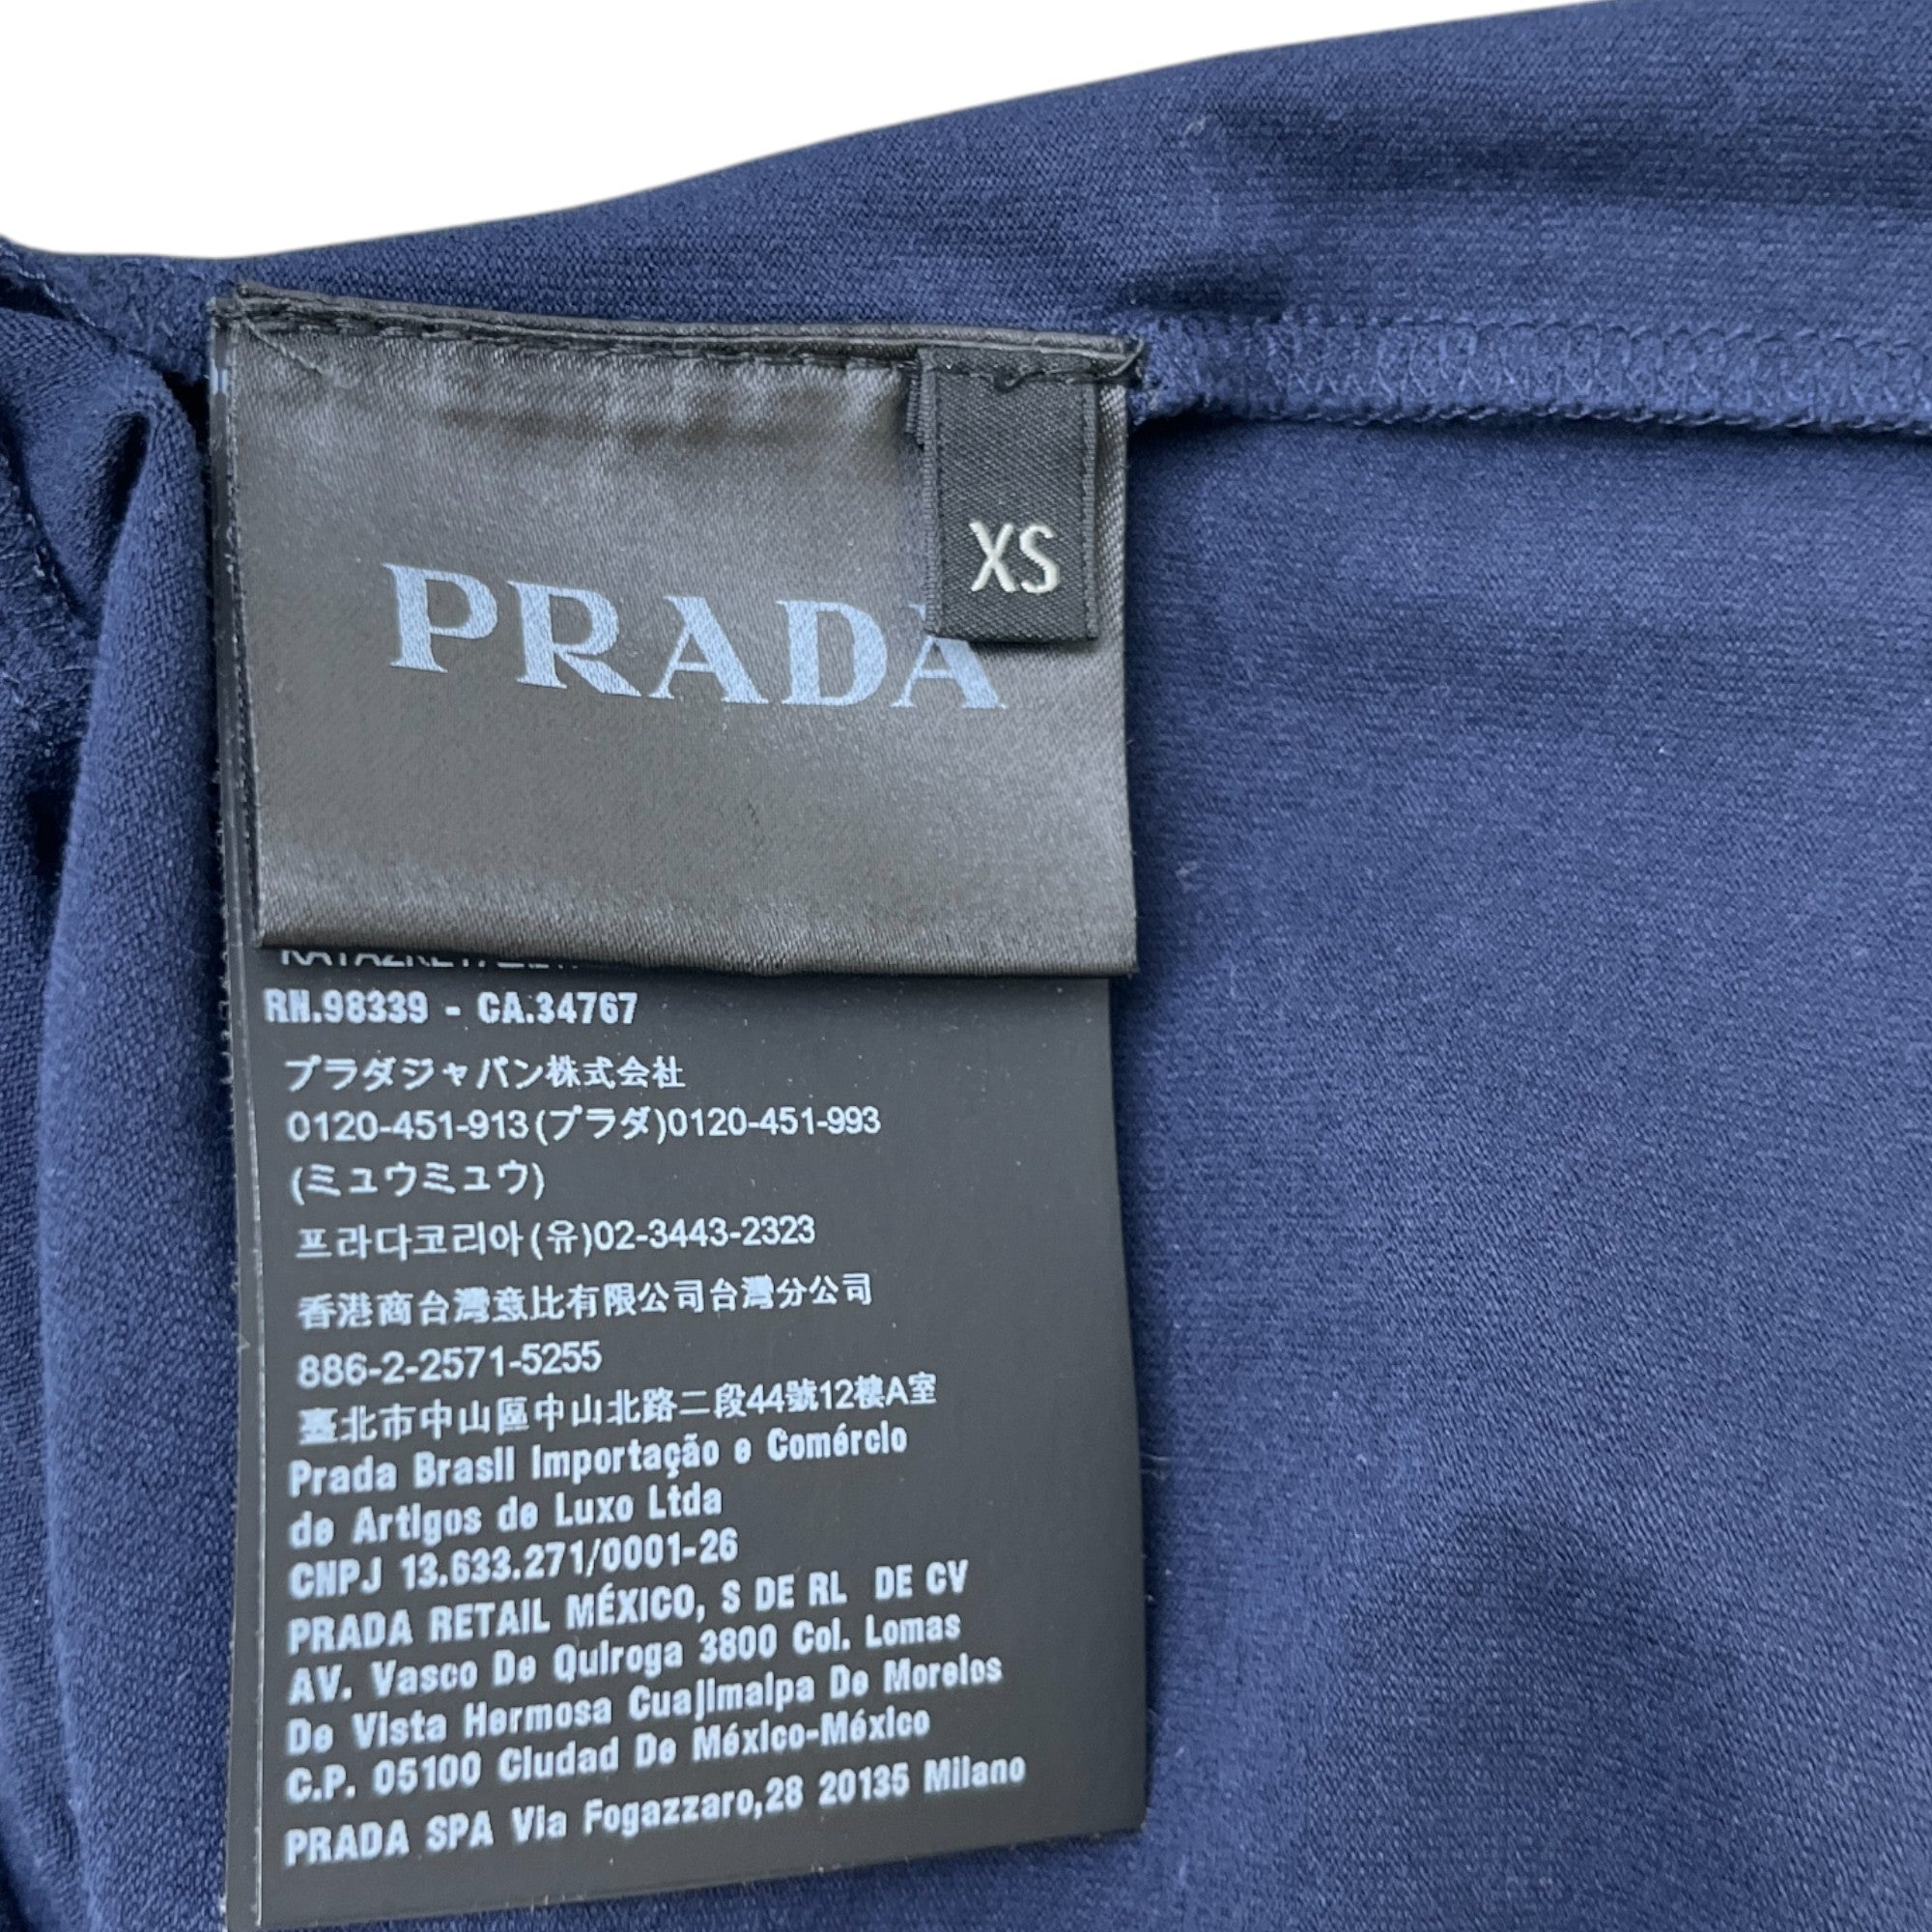 XS
PRADA
RN.98339 - CA.34767
プラダジャパン株式会社
0120-451-913(プラダ)0120-451-993
(ミュウミュウ)
프라다코리아(유)02-3443-2323
香港商台灣意比有限公司台灣分公司
886-2-2571-5255
臺北市中山區中山北路二段44號12樓A室
Prada Brasil Importação e Comércio
de Artigos de Luxo Ltda
CNPJ 13.633.271/0001-26
PRADA RETAIL MÉXICO, S DE RL DE CV
AV. Vasco De Quiroga 3800 Col. Lomas
De Vista Hermosa Cuajimalpa De Morelos
C.P. 05100 Ciudad De México-México
PRADA SPA Via Fogazzaro,28 20135 Milano